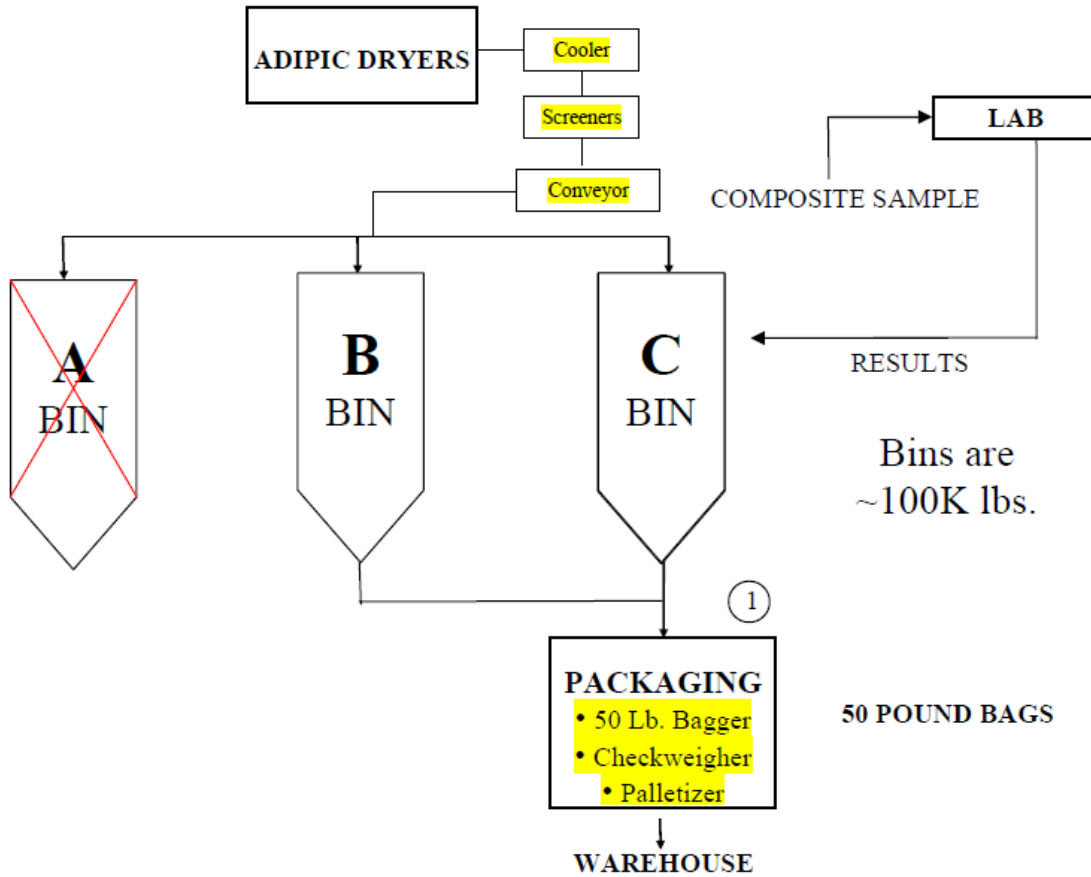 ADIPIC DRYERS
Cooler
Screeners
Conveyor
LAB
COMPOSITE SAMPLE
A
BIN
B
BIN
C
BIN
RESULTS
Bins are
~100K lbs.
1
PACKAGING
• 50 Lb. Bagger
• Checkweigher
• Palletizer
50 POUND BAGS
WAREHOUSE